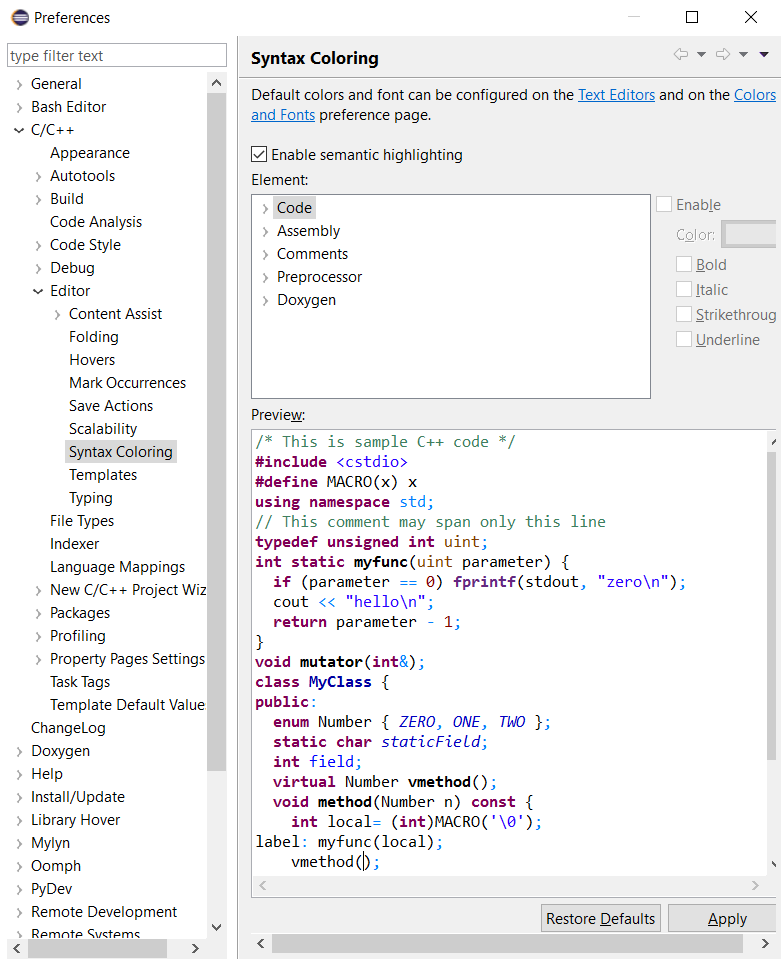 Preferences
type filter text
General
Bash Editor
C/C++
Appearance
Autotools
Build
Code Analysis
Code Style
Debug
Editor
Content Assist
Folding
Hovers
Mark Occurrences
Save Actions
Scalability
Syntax Coloring
Templates
Typing
File Types
Indexer
Language Mappings
New C/C++ Project Wiz
Packages
Profiling
Property Pages Settings
Task Tags
Template Default Value
ChangeLog
Doxygen
Help
Install/Update
Library Hover
Mylyn
Oomph
PyDev
Remote Development
Remote Systems
Syntax Coloring
Default colors and font can be configured on the Text Editors and on the Colors
and Fonts preference page.
Enable semantic highlighting
Element:
Code
Assembly
Comments
Preprocessor
Doxygen
Enable
Color:
Bold
Italic
Strikethroug
Underline
Preview:
/* This is sample C++ code */
#include <cstdio>
#define MACRO(x) x
using namespace std;
// This comment may span only this line
typedef unsigned int uint;
int static myfunc(uint parameter) {
  if (parameter == 0) fprintf(stdout, "zero\n");
  cout << "hello\n";
  return parameter - 1;
}
void mutator(int&);
class MyClass {
public:
  enum Number { ZERO, ONE, TWO };
  static char staticField;
  int field;
  virtual Number vmethod();
  void method(Number n) const {
    int local= (int)MACRO('\0');
label: myfunc(local);
    vmethod();
Restore Defaults
Apply